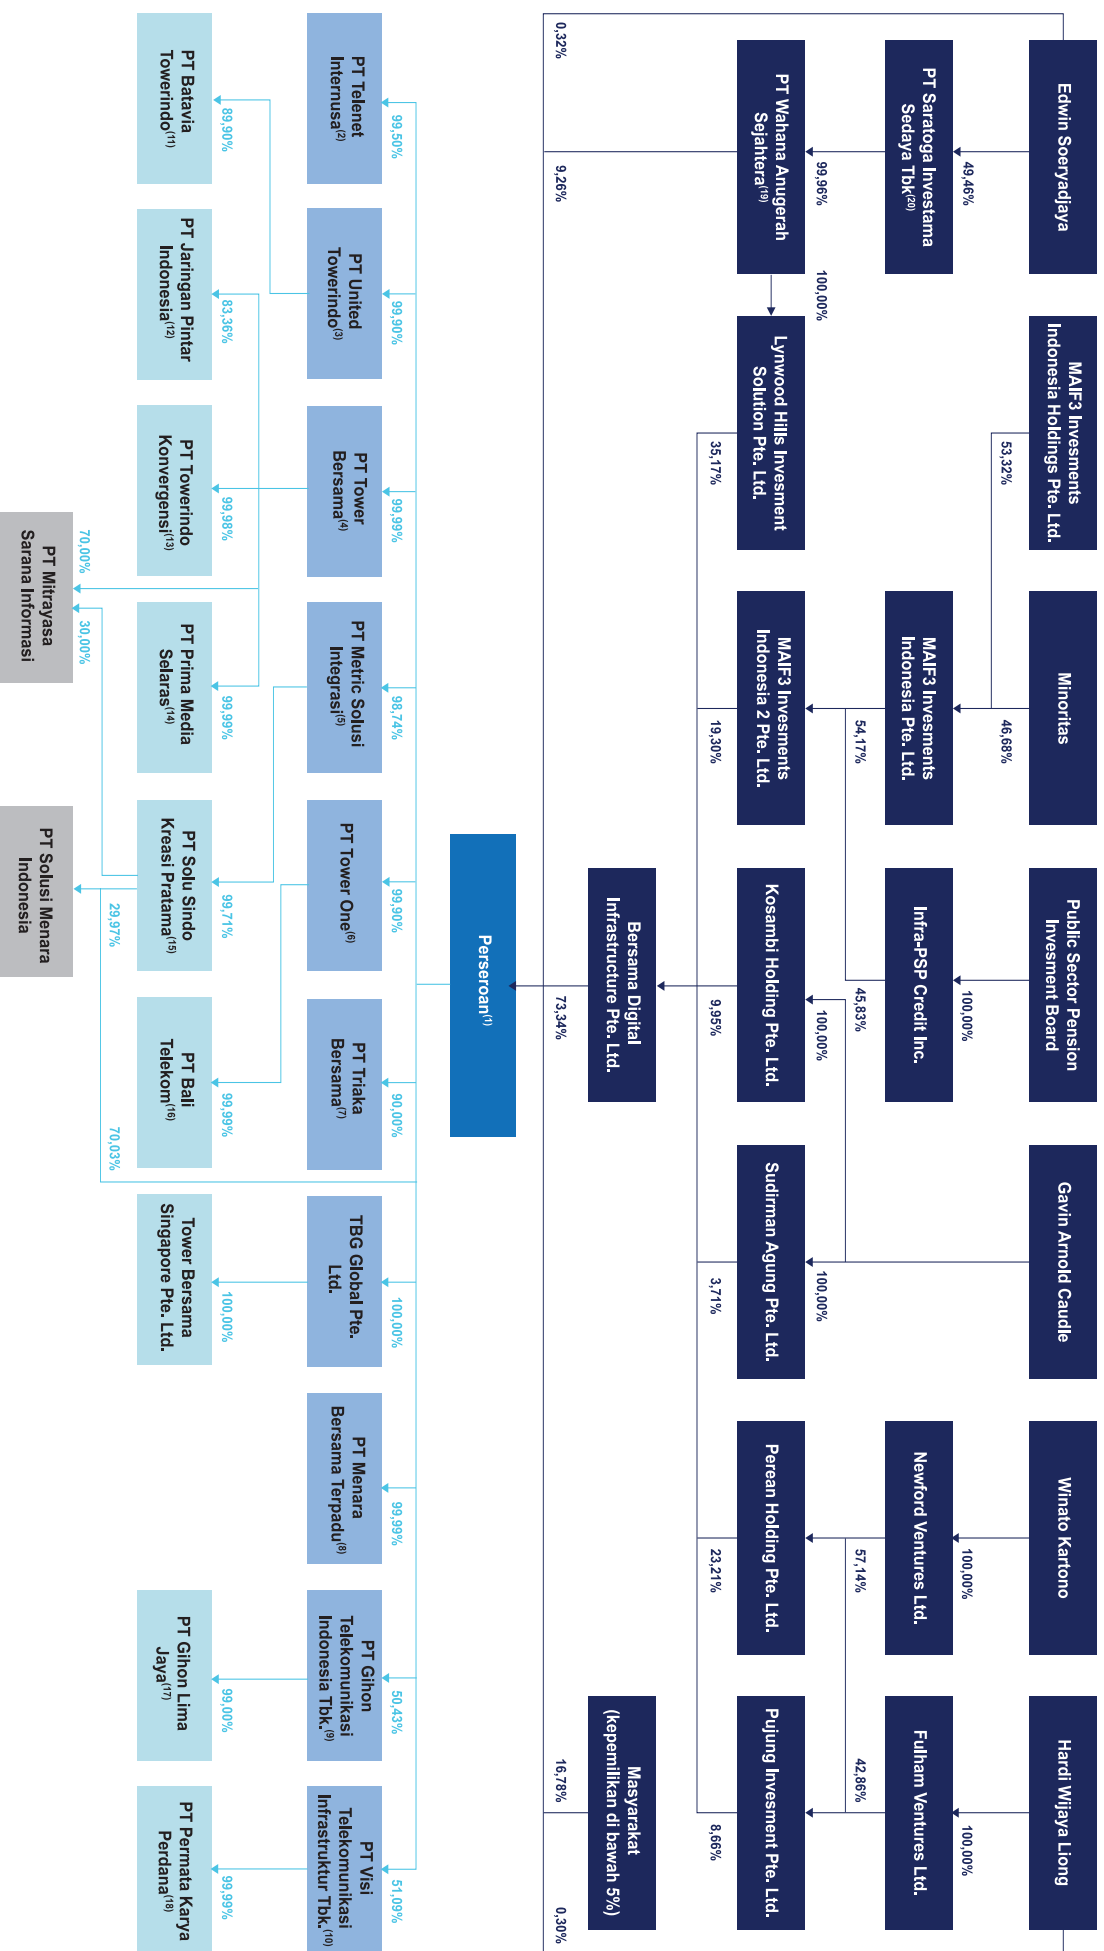 Edwin Soeryadjaya
MAIF3 Invesments
Indonesia Holdings Pte. Ltd.
Minoritas
Public Sector Pension
Invesment Board
Gavin Arnold Caudle
Winato Kartono
Hardi Wijaya Liong
49,46%
53,32%
46,68%
100,00%
100,00%
100,00%
PT Saratoga Investama
Sedaya Tbk(20)
MAIF3 Invesments
Indonesia Pte. Ltd.
Infra-PSP Credit Inc.
Newford Ventures Ltd.
Fulham Ventures Ltd.
99,96%
100,00%
54,17%
45,83%
100,00%
100,00%
57,14%
42,86%
PT Wahana Anugerah
Sejahtera(19)
Lynwood Hills Invesment
Solution Pte. Ltd.
MAIF3 Invesments
Indonesia 2 Pte. Ltd.
Kosambi Holding Pte. Ltd.
Sudirman Agung Pte. Ltd.
Perean Holding Pte. Ltd.
Pujung Invesment Pte. Ltd.
35,17%
19,30%
9,95%
3,71%
23,21%
8,66%
Bersama Digital
Infrastructure Pte. Ltd.
Masyarakat
(kepemilikan di bawah 5%)
0,32%
9,26%
73,34%
16,78%
0,30%
Perseroan(1)
99,50%
99,90%
99,99%
98,74%
99,90%
90,00%
100,00%
99,99%
50,43%
51,09%
PT Telenet
Internusa(2)
PT United
Towerindo(3)
PT Tower
Bersama(4)
PT Metric Solusi
Integrasi(5)
PT Tower One(6)
PT Triaka
Bersama(7)
TBG Global Pte.
Ltd.
PT Menara
Bersama Terpadu(8)
PT Gihon
Telekomunikasi
Indonesia Tbk.(9)
PT Visi
Telekomunikasi
Infrastruktur Tbk.(10)
89,90%
83,36%
99,98%
99,99%
99,71%
99,99%
100,00%
99,00%
99,99%
PT Batavia
Towerindo(11)
PT Jaringan Pintar
Indonesia(12)
PT Towerindo
Konvergensi(13)
PT Prima Media
Selaras(14)
PT Solu Sindo
Kreasi Pratama(15)
PT Bali
Telekom(16)
Tower Bersama
Singapore Pte. Ltd.
PT Gihon Lima
Jaya(17)
PT Permata Karya
Perdana(18)
70,00%
30,00%
29,97%
70,03%
PT Mitrayasa
Sarana Informasi
PT Solusi Menara
Indonesia